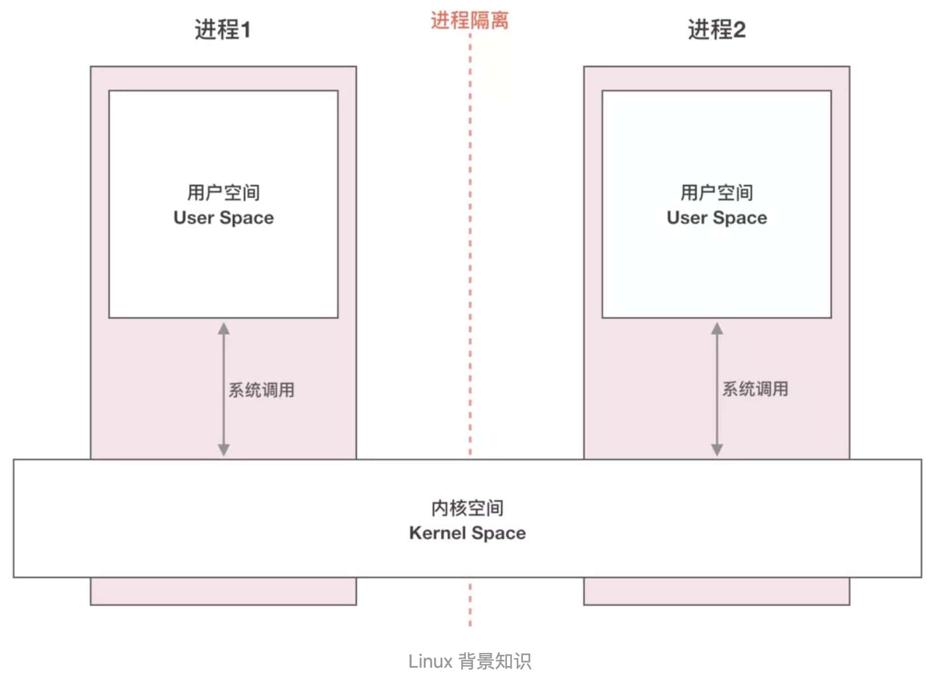 进程1
进程隔离
进程2
用户空间
User Space
用户空间
User Space
系统调用
系统调用
内核空间
Kernel Space
Linux 背景知识